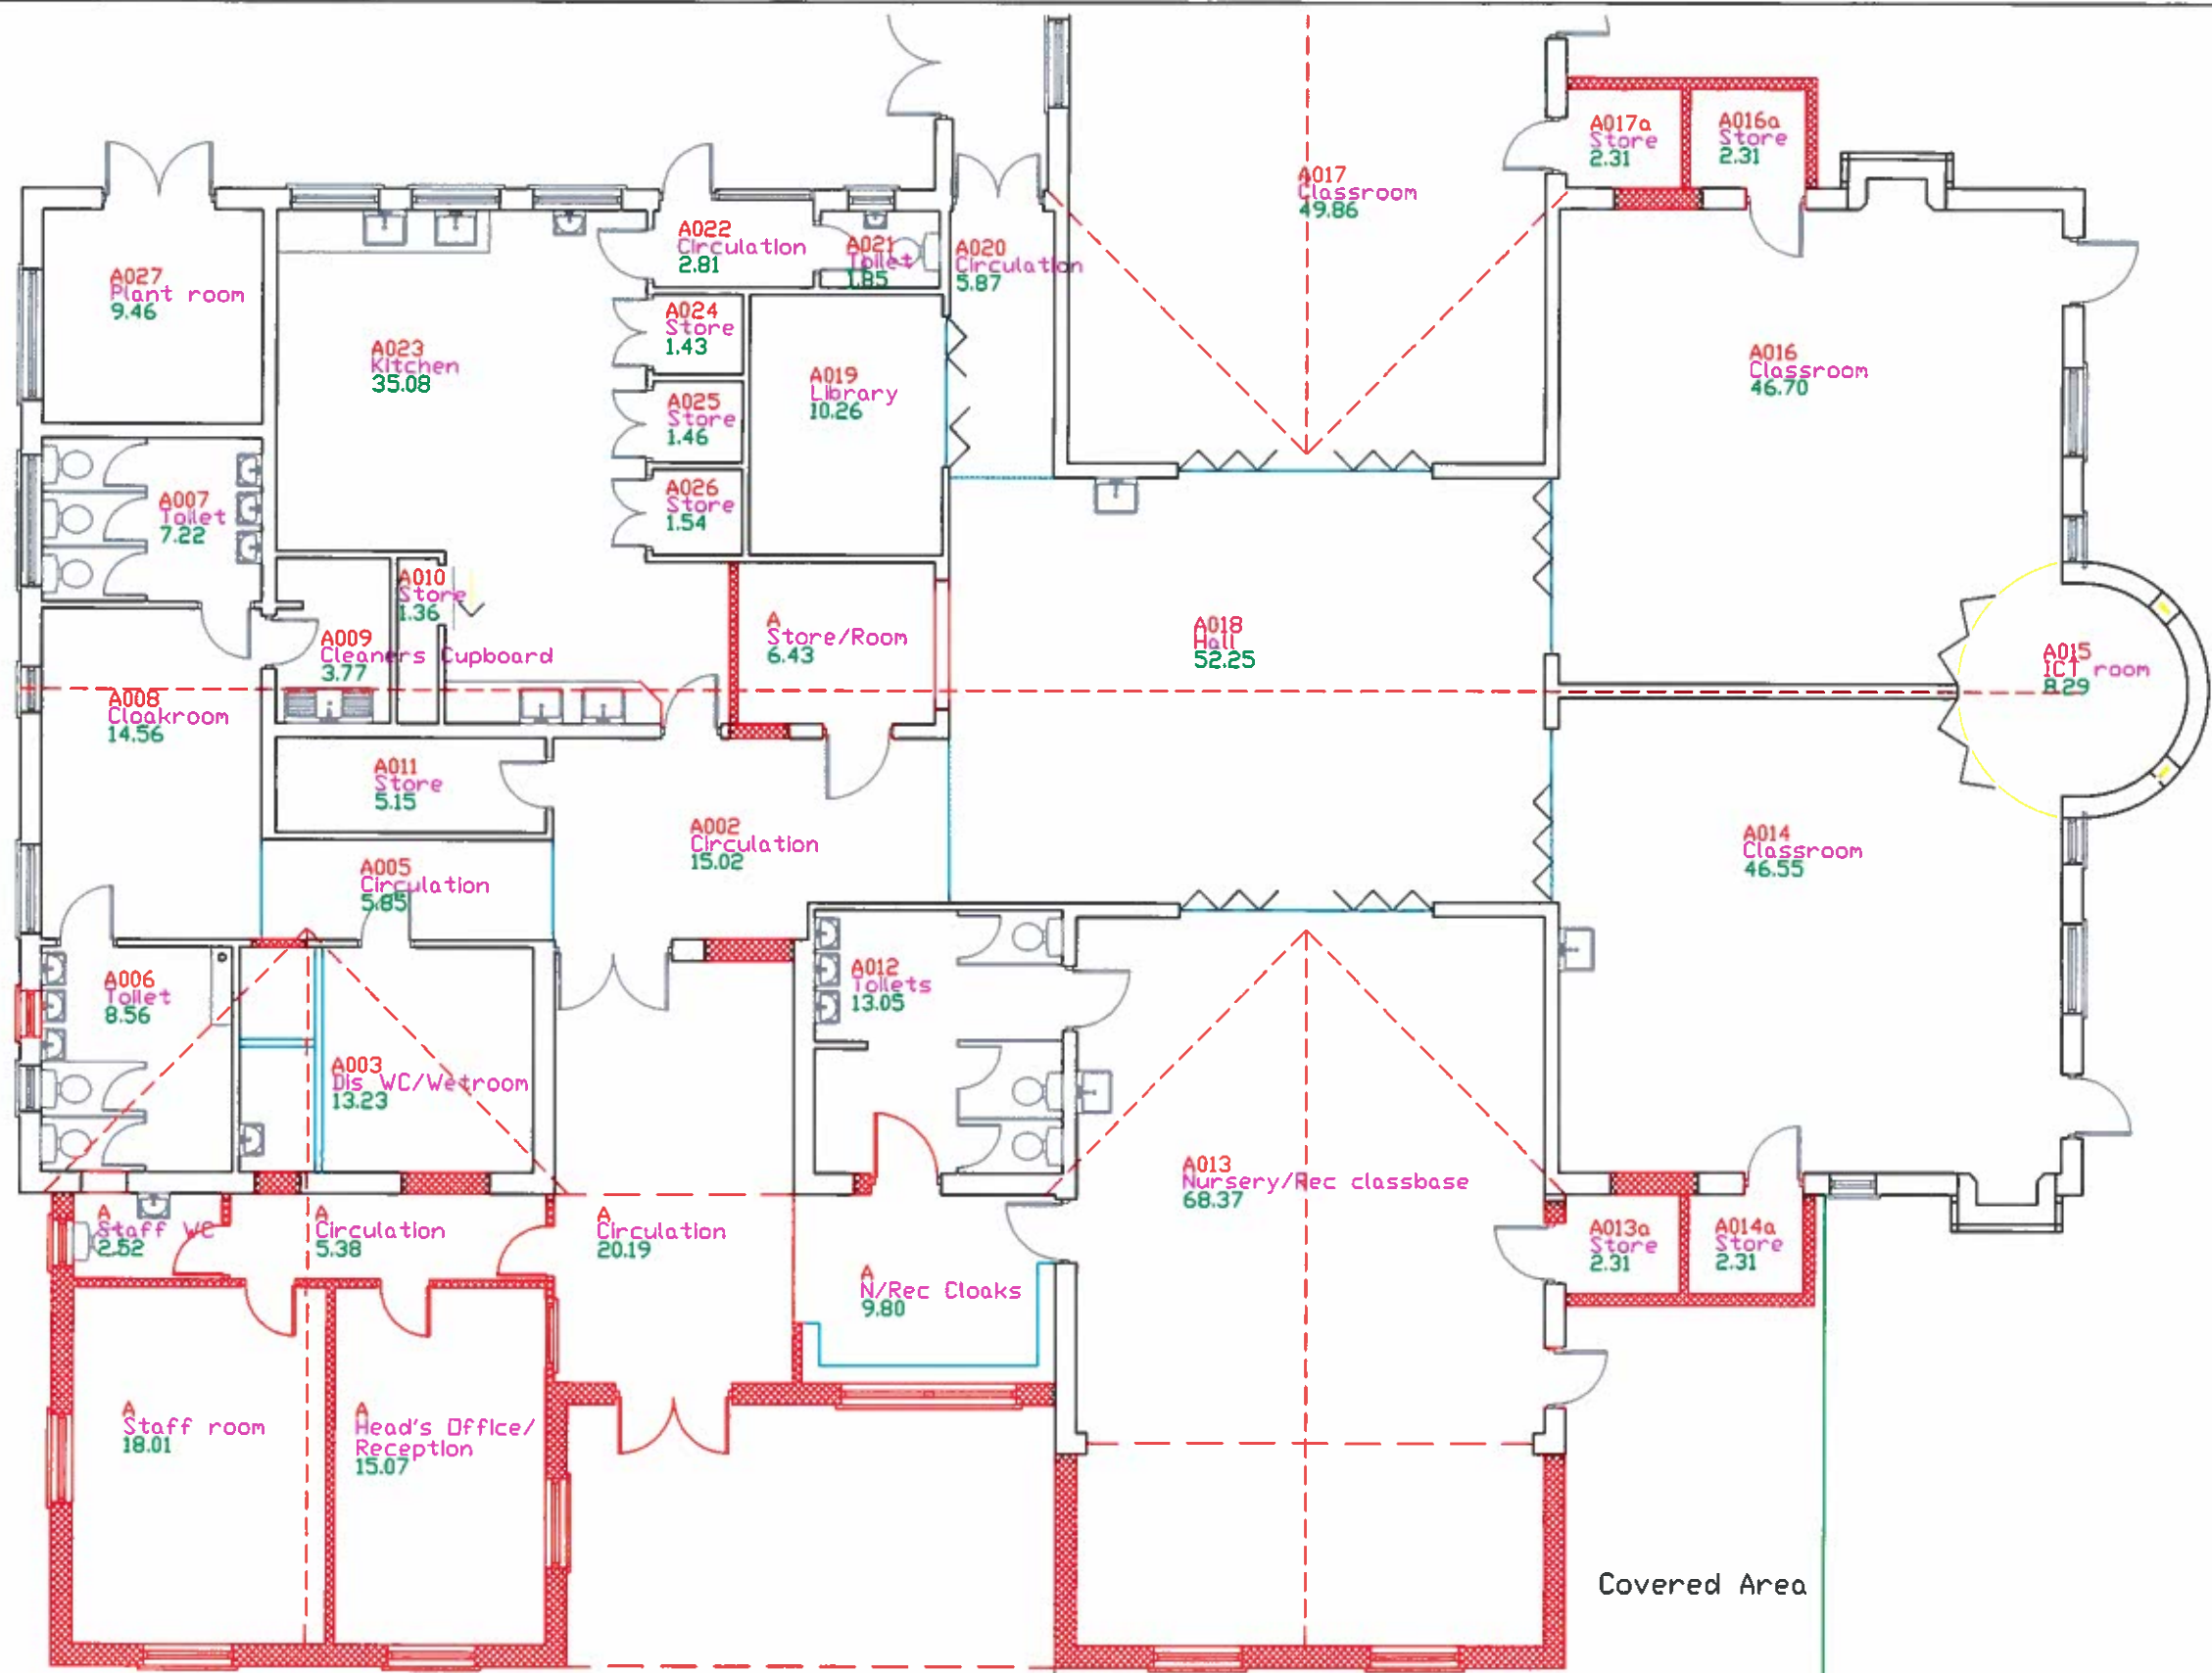 A017a
Store
2.31
A016a
Store
2.31
A017
Classroom
49.86
A027
Plant room
9.46
A022
Circulation
2.81
A021
Toilet
1.85
A020
Circulation
5.87
A023
Kitchen
35.08
A024
Store
1.43
A019
Library
10.26
A025
Store
1.46
A026
Store
1.54
A016
Classroom
46.70
A007
Toilet
7.22
A010
Store
1.36
A009
Cleaners Cupboard
3.77
A
Store/Room
6.43
A018
Hall
52.25
A015
ICT room
8.29
A008
Cloakroom
14.56
A011
Store
5.15
A002
Circulation
15.02
A014
Classroom
46.55
A005
Circulation
5.85
A006
Toilet
8.56
A012
Toilets
13.05
A003
Dis WC/Wetroom
13.23
A013
Nursery/Rec classbase
68.37
A
Staff WC
2.52
A
Circulation
5.38
A
Circulation
20.19
A
N/Rec Cloaks
9.80
A013a
Store
2.31
A014a
Store
2.31
A
Staff room
18.01
A
Head's Office/
Reception
15.07
Covered Area